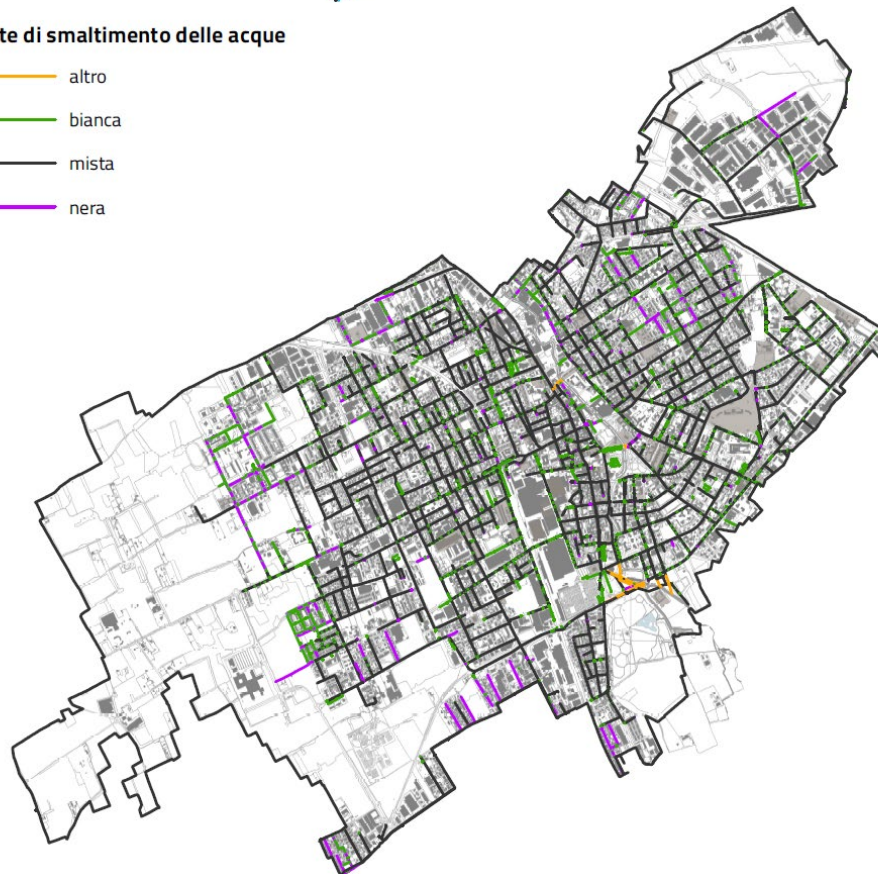 te di smaltimento delle acque
altro
bianca
mista
nera